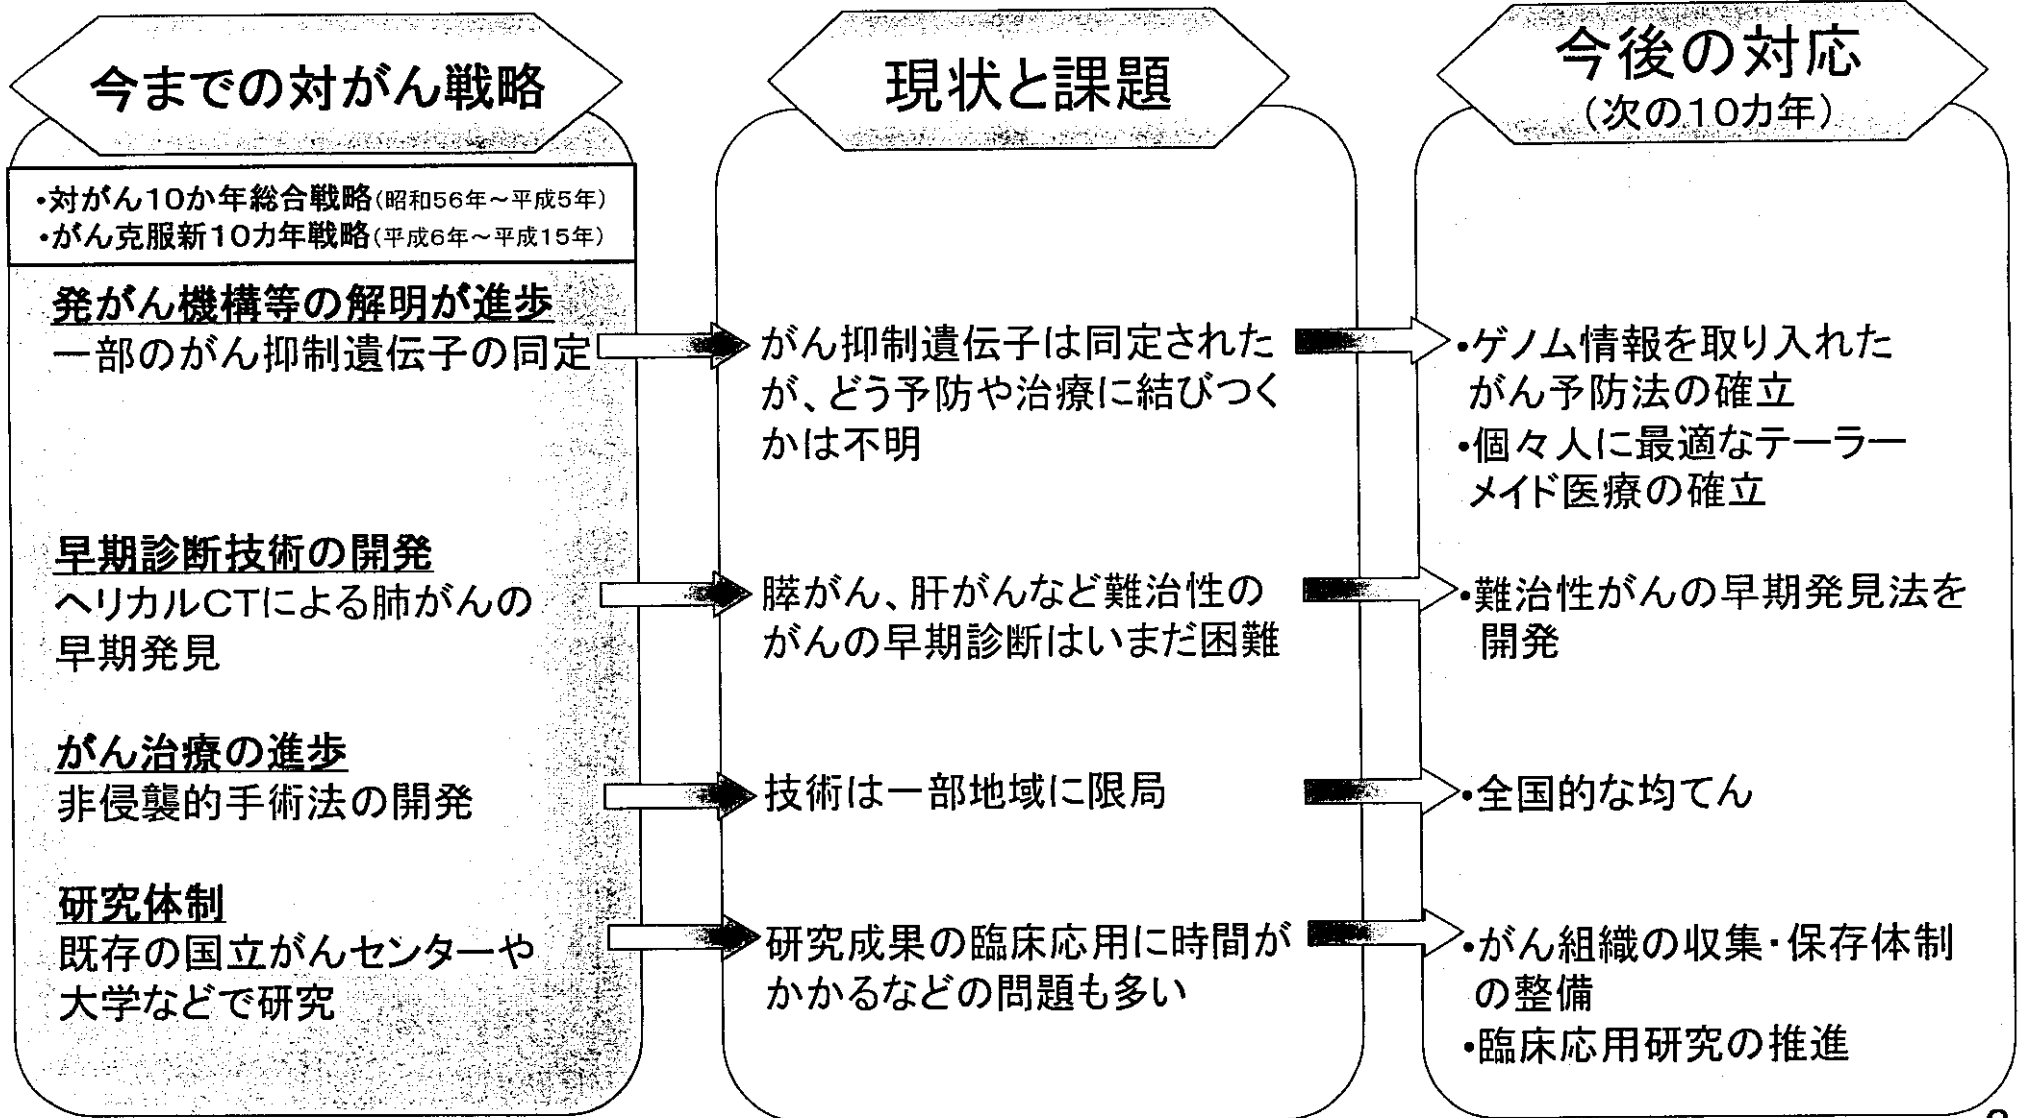 今までの対がん戦略
・対がん10か年総合戦略(昭和56年～平成5年)
・がん克服新10カ年戦略(平成6年～平成15年)
発がん機構等の解明が進歩
一部のがん抑制遺伝子の同定
早期診断技術の開発
ヘリカルCTによる肺がんの
早期発見
がん治療の進歩
非侵襲的手術法の開発
研究体制
既存の国立がんセンターや
大学などで研究
現状と課題
がん抑制遺伝子は同定された
が、どう予防や治療に結びつく
かは不明
膵がん、肝がんなど難治性の
がんの早期診断はいまだ困難
技術は一部地域に限局
研究成果の臨床応用に時間が
かかるなどの問題も多い
今後の対応
(次の10カ年)
・ゲノム情報を取り入れた
がん予防法の確立
・個々人に最適なテーラー
メイド医療の確立
・難治性がんの早期発見法を
開発
・全国的な均てん
・がん組織の収集・保存体制
の整備
・臨床応用研究の推進